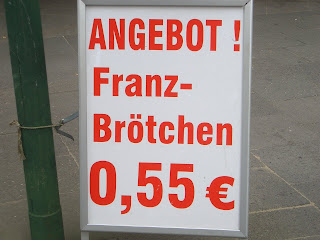 ANGEBOT !
Franz-
Brötchen
0,55 €